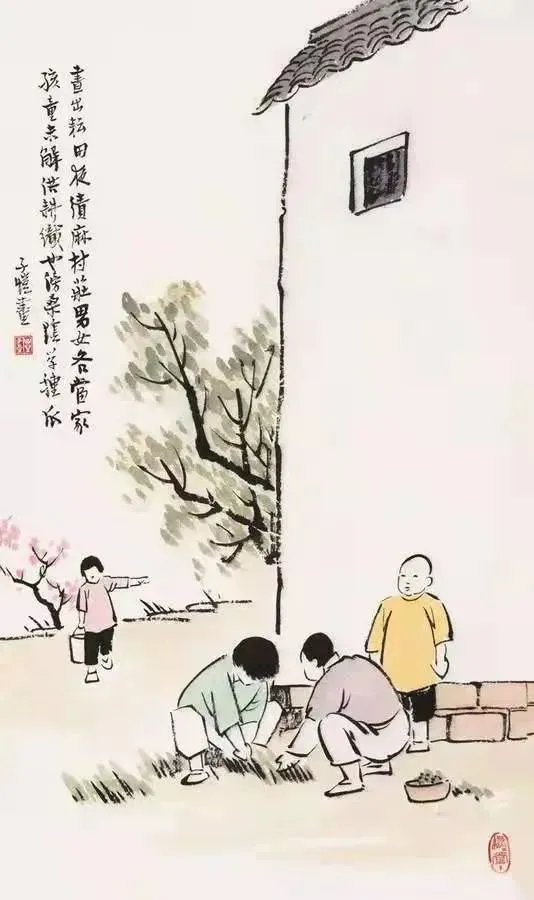 晝出耘田夜績麻村莊男女各當家
孩童未解供耕織也傍桑陰學種瓜
子愷畫